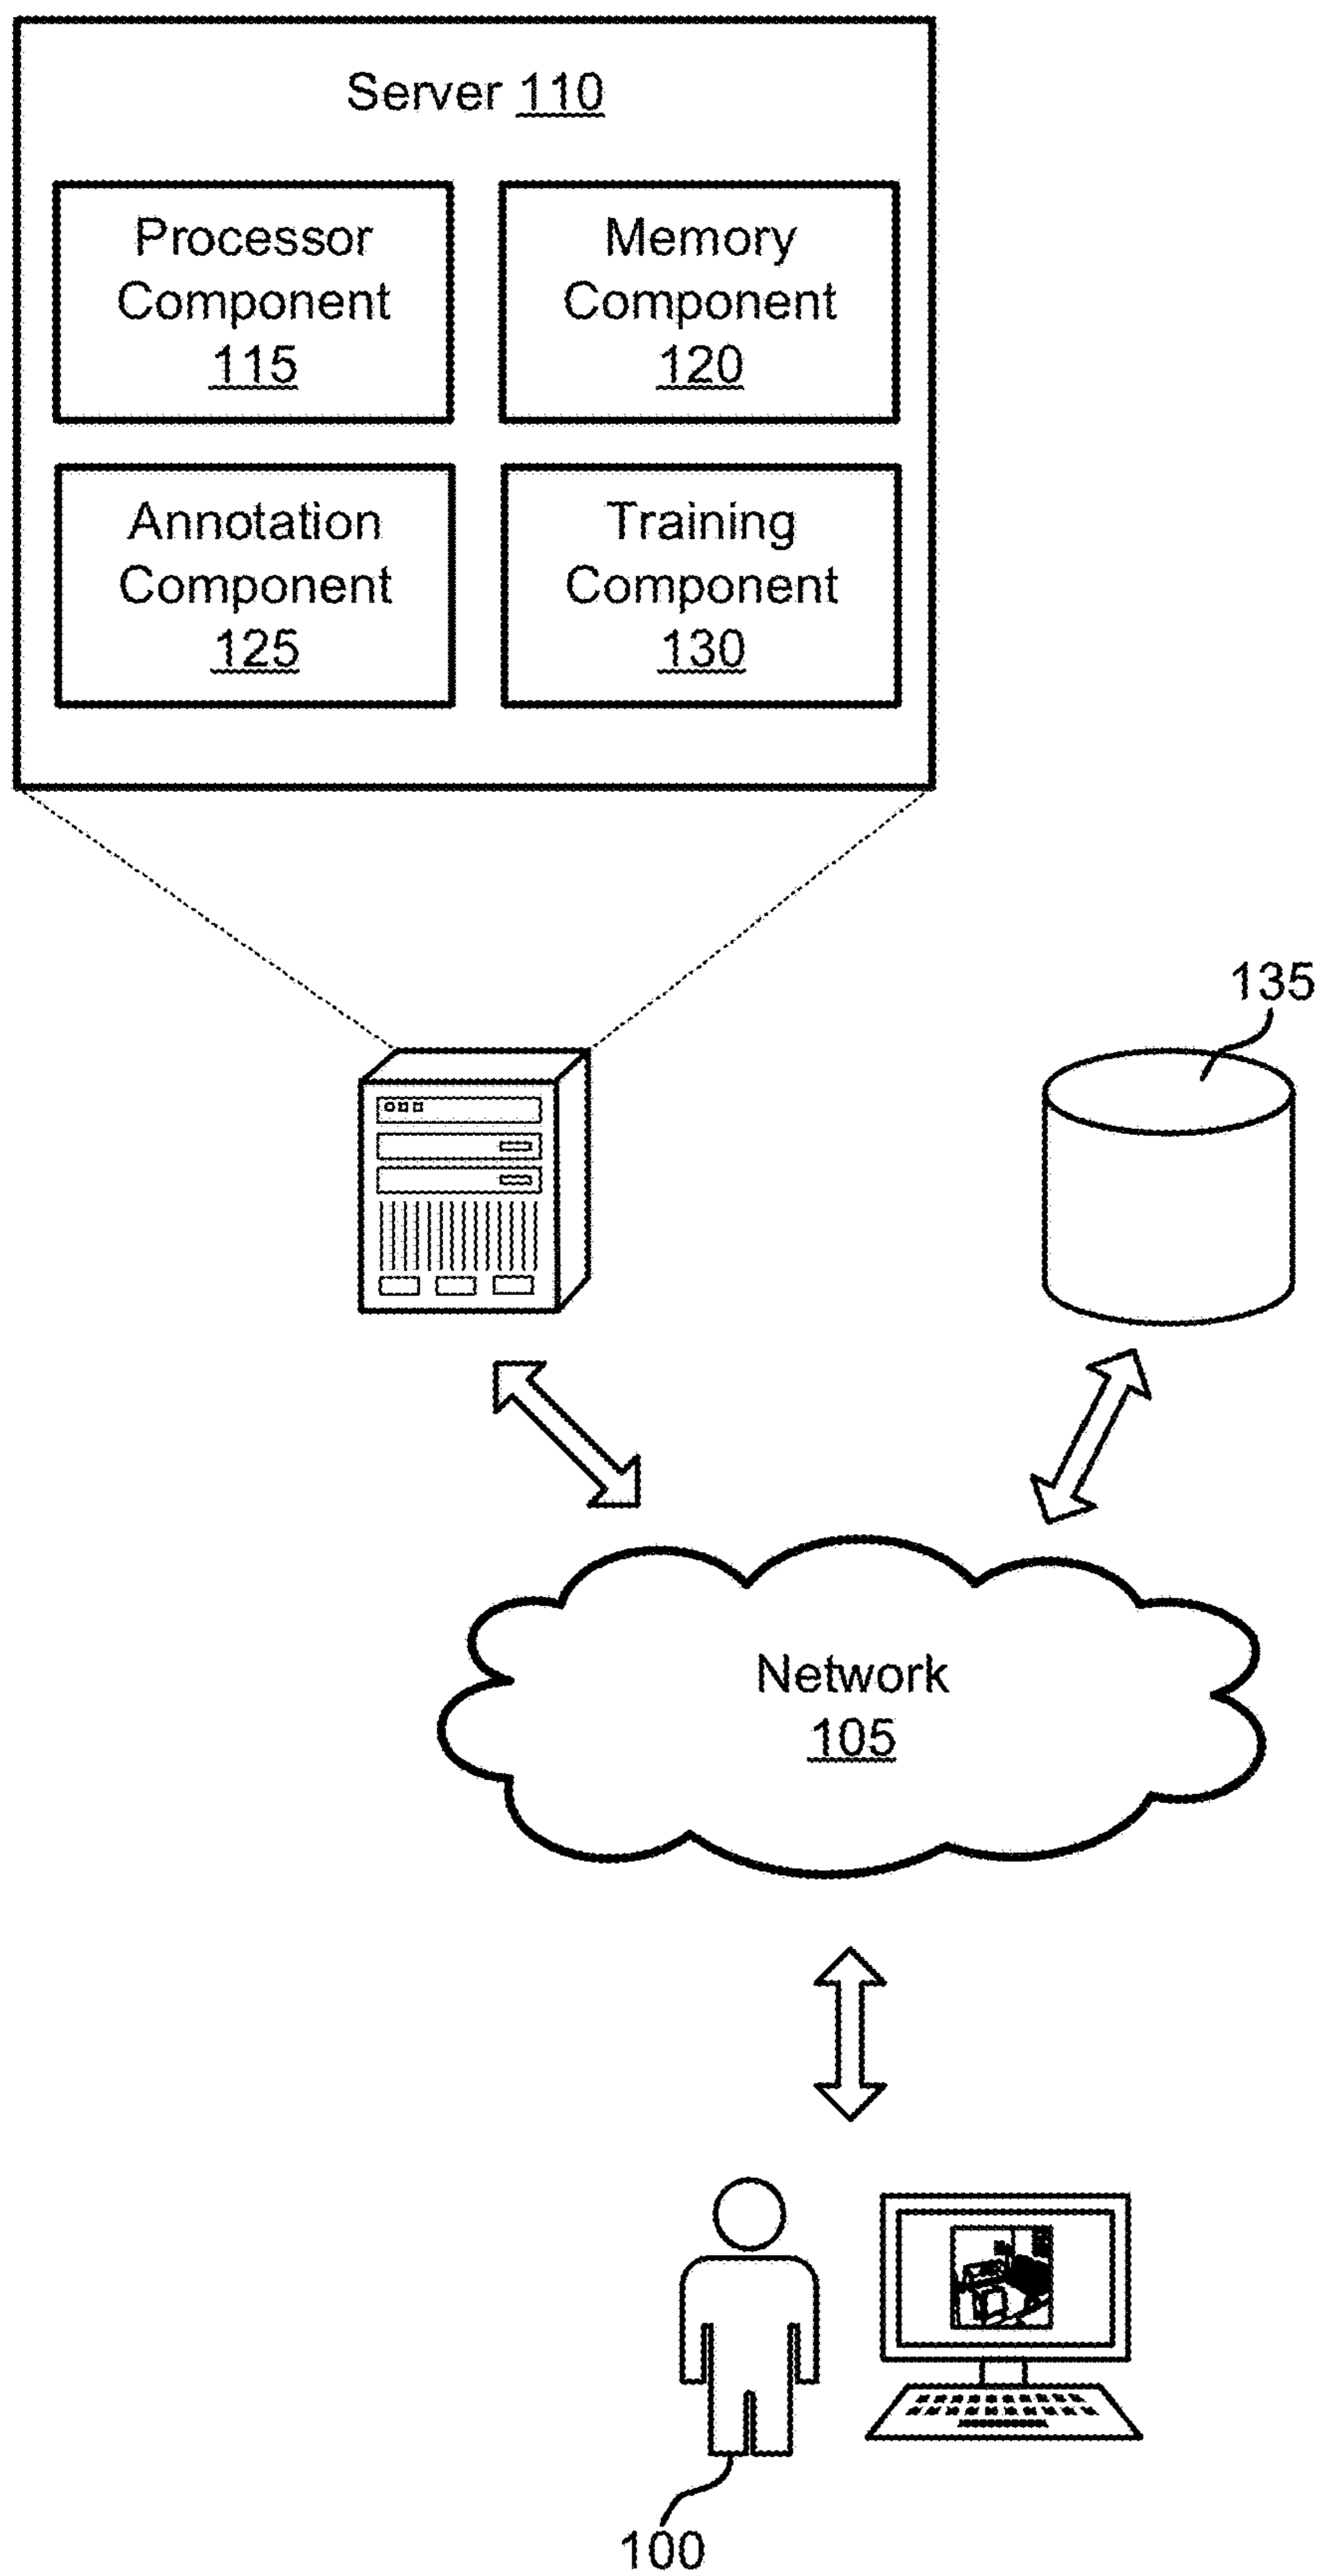 Server 110
Processor
Component
115
Memory
Component
120
Annotation
Component
125
Training
Component
130
135
Network
105
100